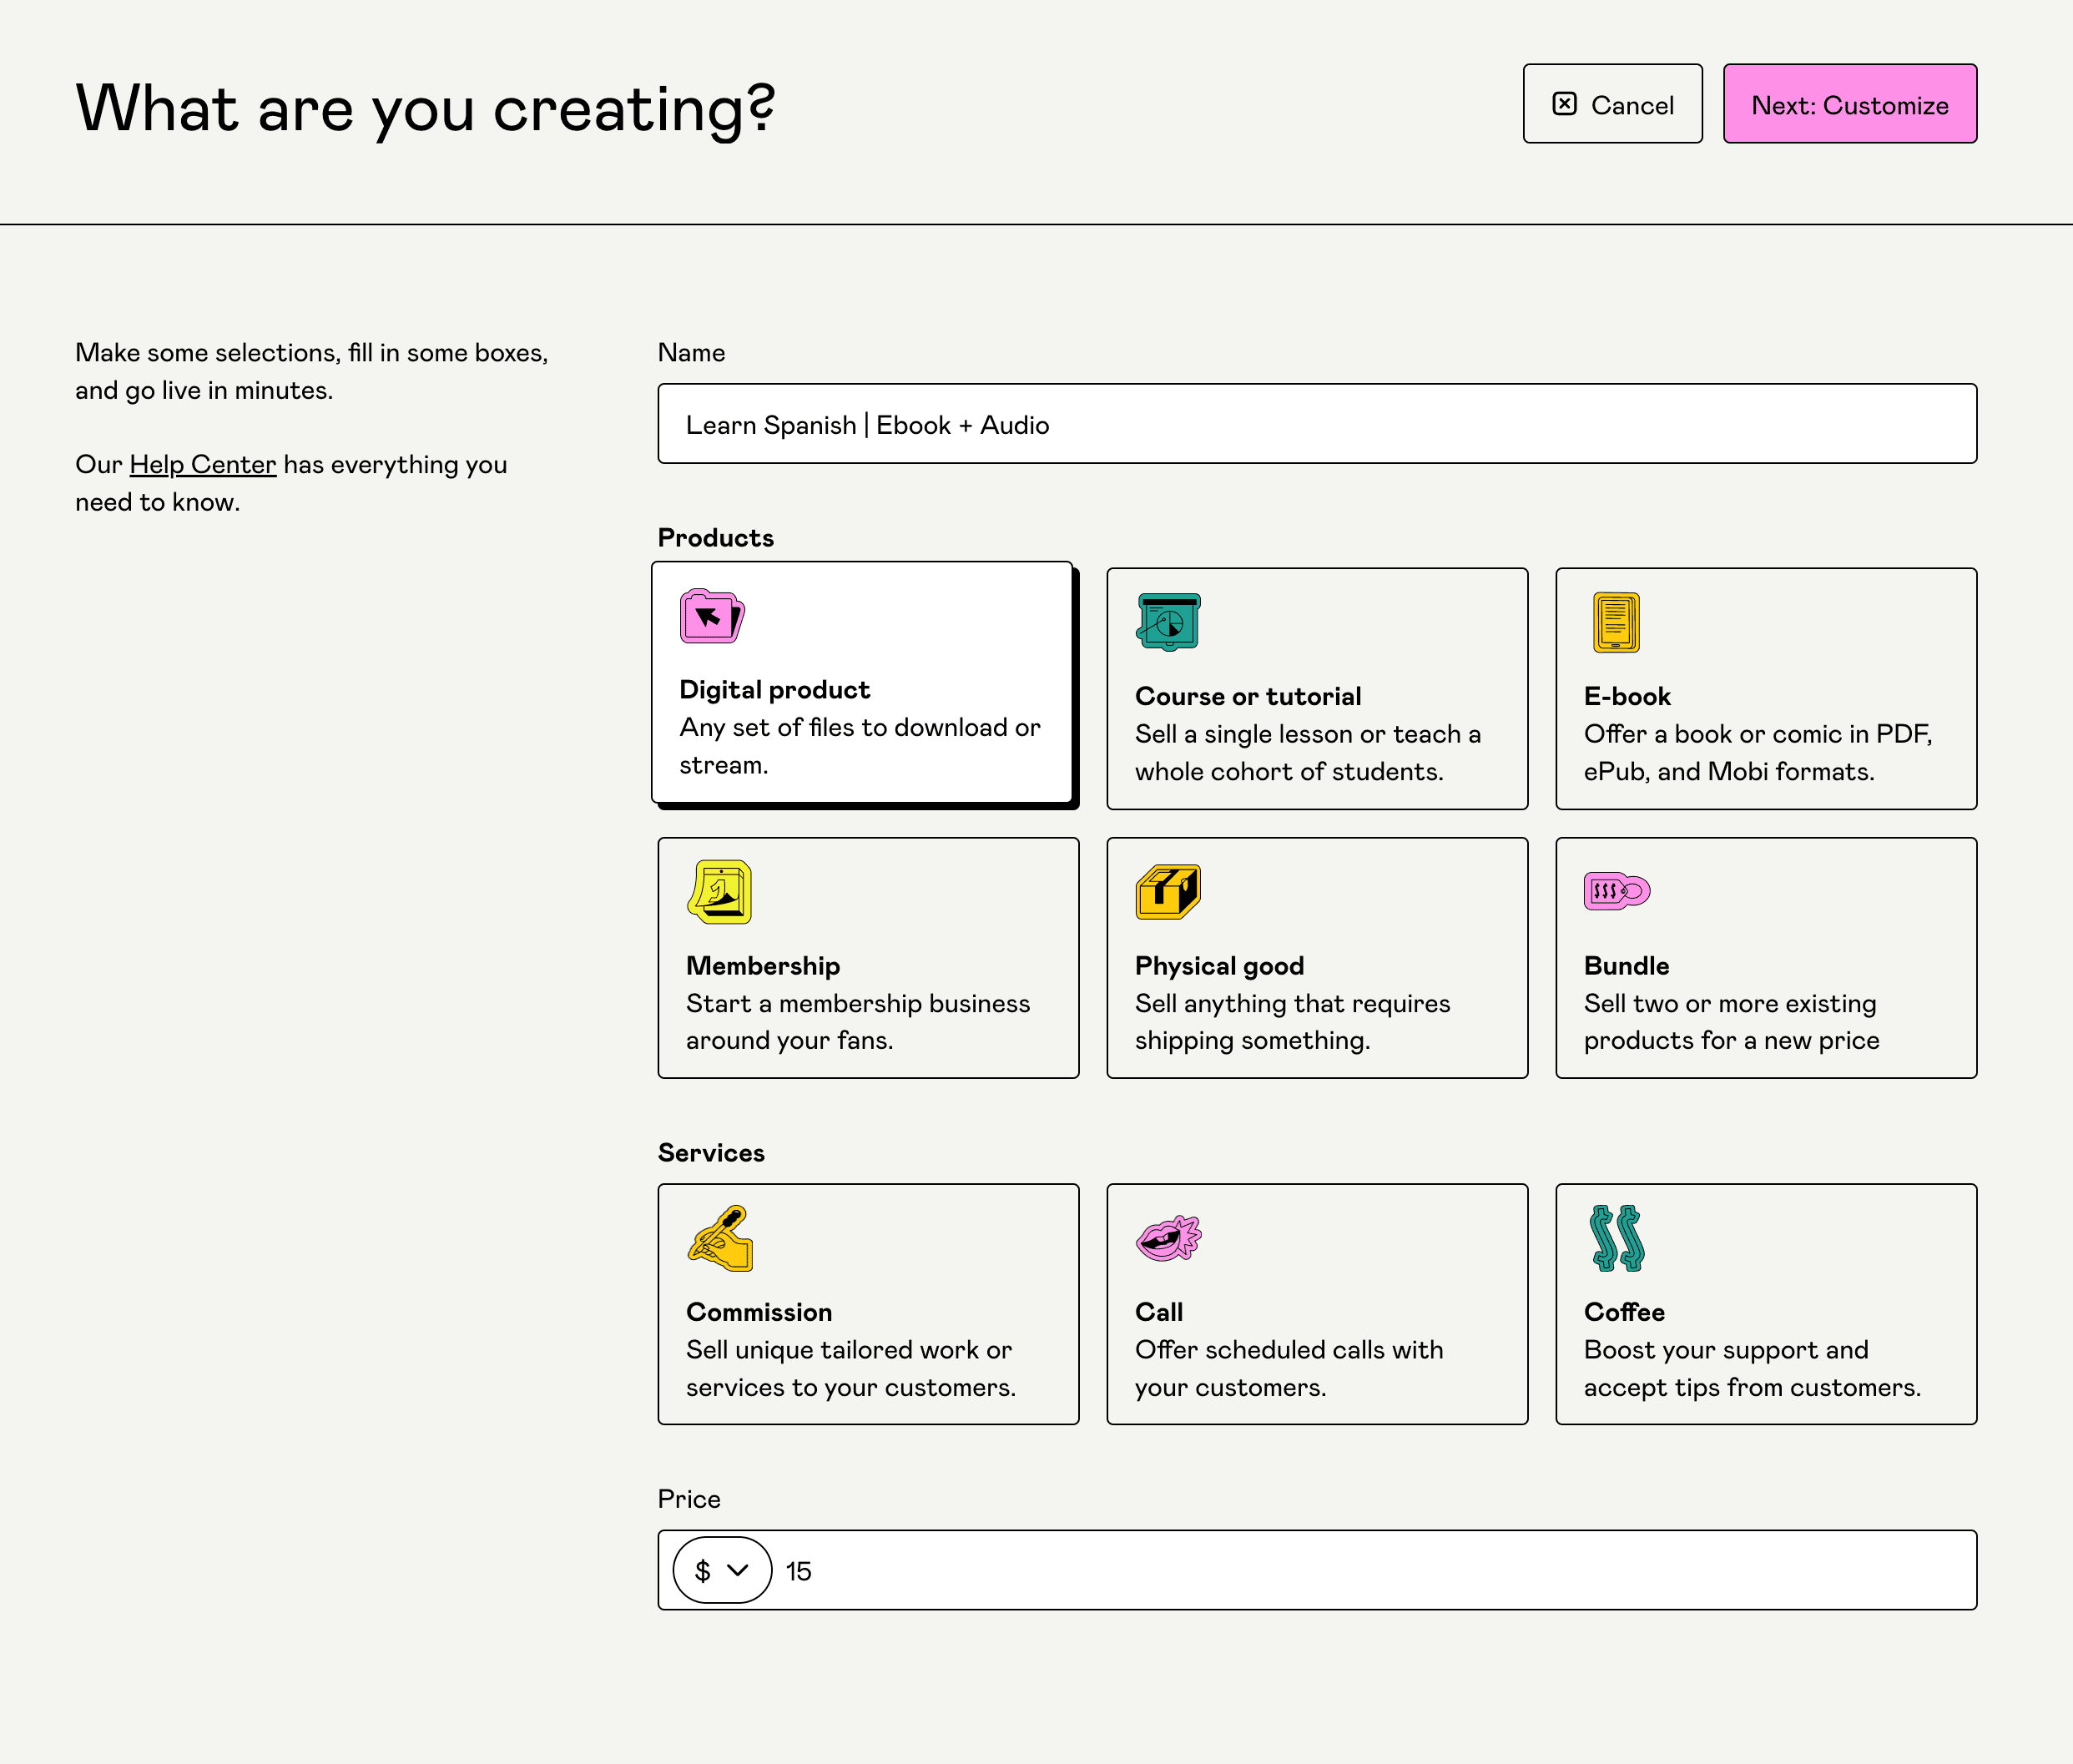 What are you creating?
Cancel
Next: Customize
Make some selections, fill in some boxes,
and go live in minutes.
Our Help Center has everything you
need to know.
Name
Learn Spanish | Ebook + Audio
Products
Digital product
Any set of files to download or
stream.
Course or tutorial
Sell a single lesson or teach a
whole cohort of students.
E-book
Offer a book or comic in PDF,
ePub, and Mobi formats.
Membership
Start a membership business
around your fans.
Physical good
Sell anything that requires
shipping something.
Bundle
Sell two or more existing
products for a new price
Services
Commission
Sell unique tailored work or
services to your customers.
Call
Offer scheduled calls with
your customers.
Coffee
Boost your support and
accept tips from customers.
Price
$ 15